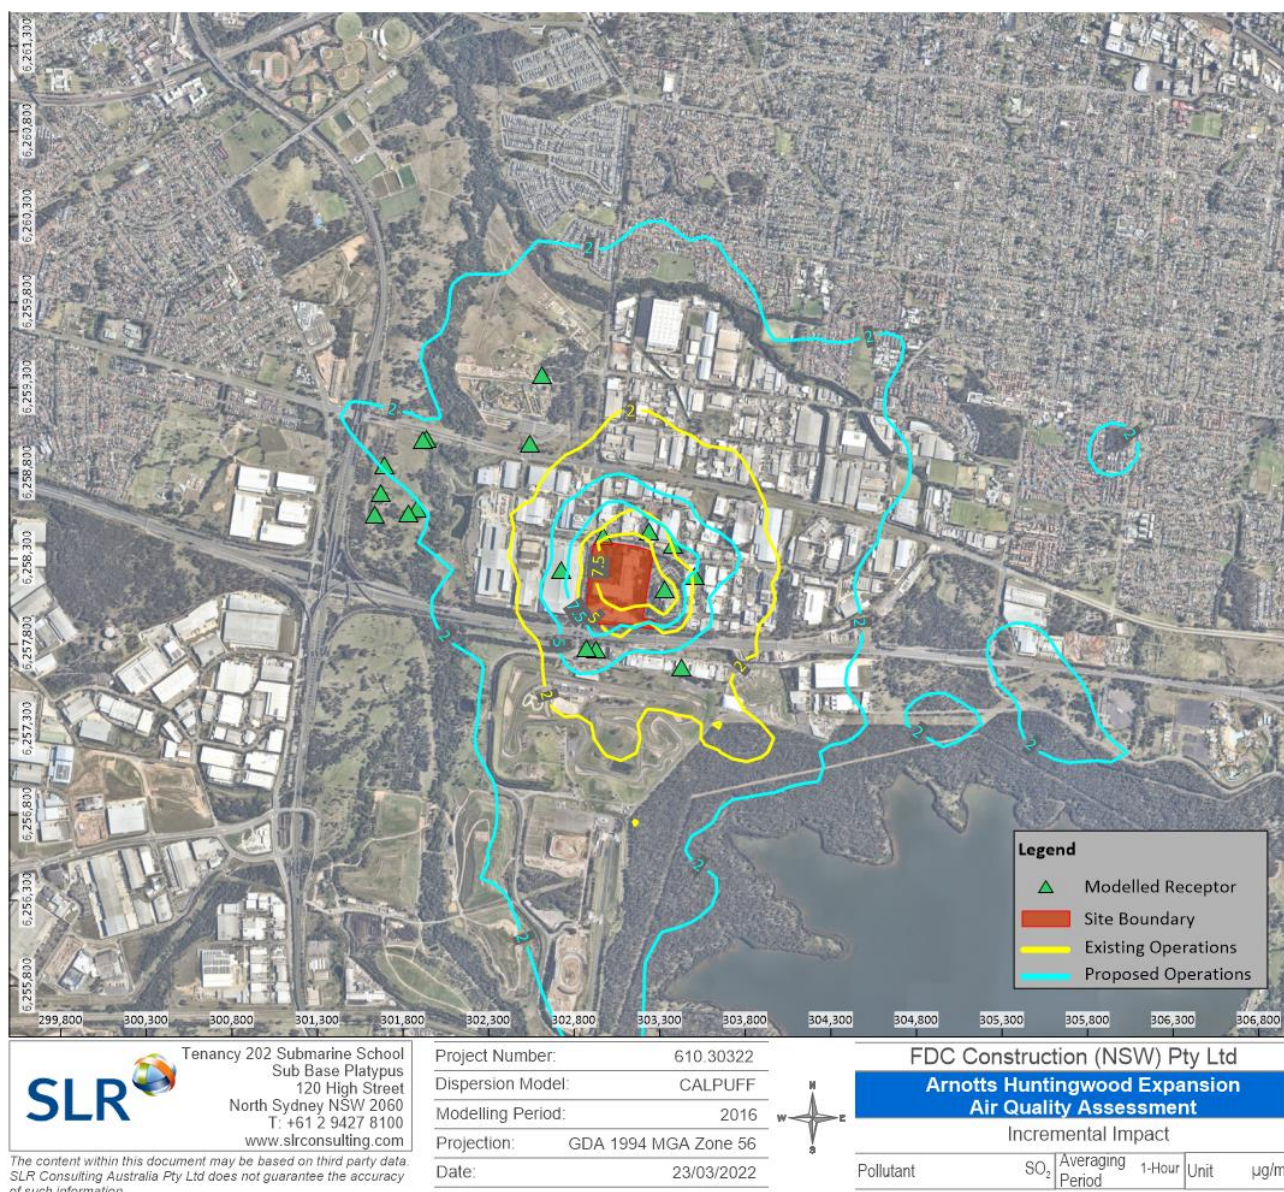 6,261,300
6,260,800
6,260,300
6,259,800
6,259,300
6,258,800
6,258,300
6,257,800
6,257,300
6,256,800
6,256,300
6,255,800
2
2
2
2
2
7.5
7.5
5
5
2
2
2
2
2
2
2
2
Legend
Modelled Receptor
Site Boundary
Existing Operations
Proposed Operations
299,800 300,300 300,800 301,300 301,800 302,300 302,800 303,300 303,800 304,300 304,800 305,300 305,800 306,300 306,800
SLR
Tenancy 202 Submarine School
Sub Base Platypus
120 High Street
North Sydney NSW 2060
T: +61 2 9427 8100
www.slrconsulting.com
The content within this document may be based on third party data.
SLR Consulting Australia Pty Ltd does not guarantee the accuracy
of such information.
Project Number: 610.30322
Dispersion Model: CALPUFF
Modelling Period: 2016
Projection: GDA 1994 MGA Zone 56
Date: 23/03/2022
N
W E
S
FDC Construction (NSW) Pty Ltd
Arnotts Huntingwood Expansion
Air Quality Assessment
Incremental Impact
Pollutant SO₂ Averaging Period 1-Hour Unit µg/m